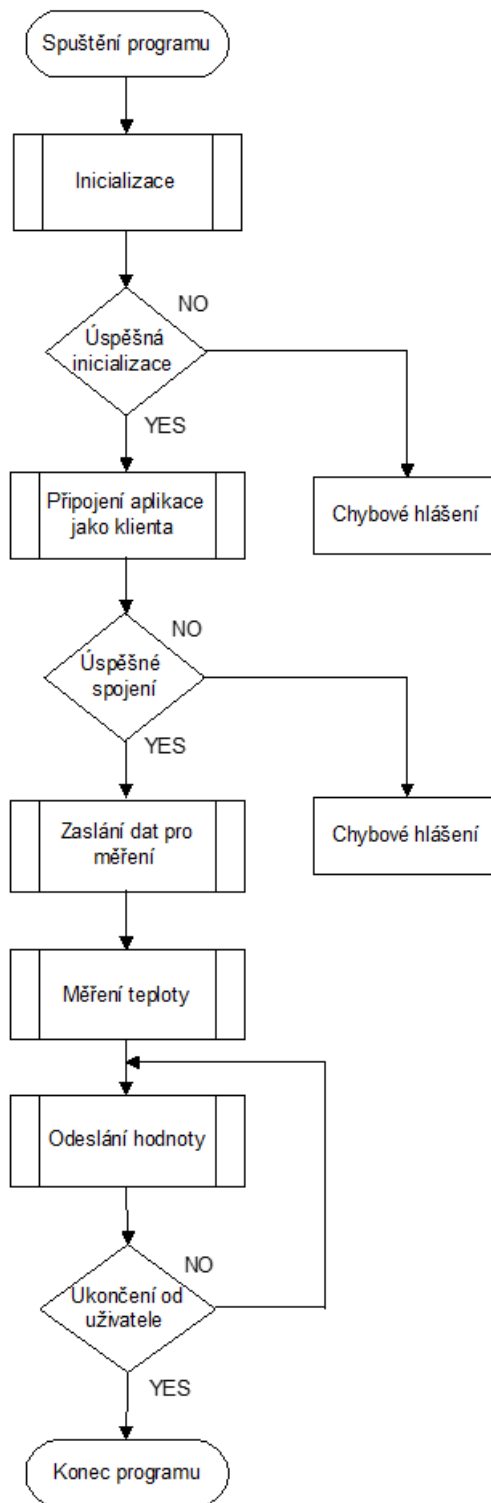 Spuštění programu
Inicializace
NO
Úspěšná
inicializace
YES
Připojení aplikace
jako klienta
Chybové hlášení
NO
Úspěšné
spojení
YES
Zaslání dat pro
měření
Chybové hlášení
Měření teploty
Odeslání hodnoty
NO
Ukončení od
uživatele
YES
Konec programu